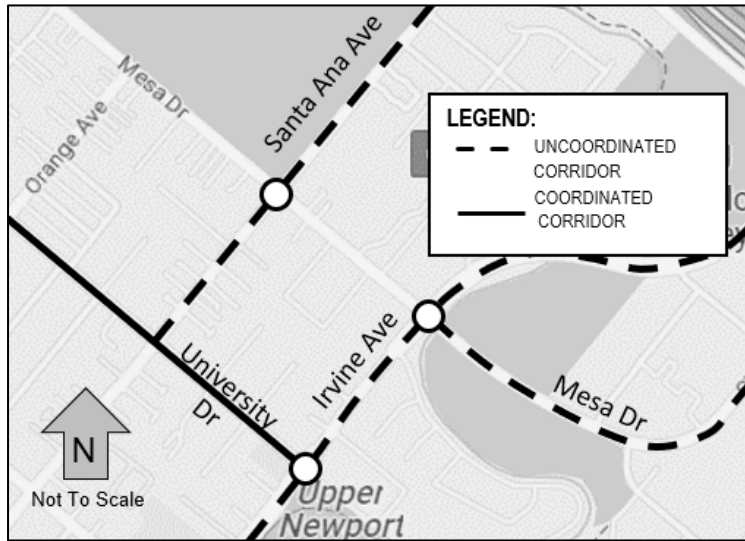 Santa Ana Ave
Mesa Dr
Orange Ave
LEGEND:
UNCOORDINATED
CORRIDOR
COORDINATED
CORRIDOR
Irvine Ave
University
Dr
Mesa Dr
N
Not To Scale
Upper
Newport